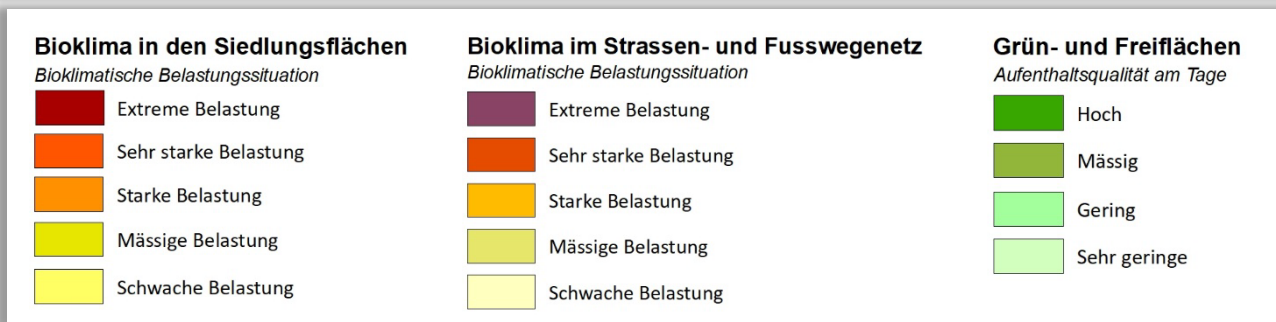 Bioklima in den Siedlungsflächen
Bioklimatische Belastungssituation
Extreme Belastung
Sehr starke Belastung
Starke Belastung
Mässige Belastung
Schwache Belastung
Bioklima im Strassen- und Fusswegenetz
Bioklimatische Belastungssituation
Extreme Belastung
Sehr starke Belastung
Starke Belastung
Mässige Belastung
Schwache Belastung
Grün- und Freiflächen
Aufenthaltsqualität am Tage
Hoch
Mässig
Gering
Sehr geringe